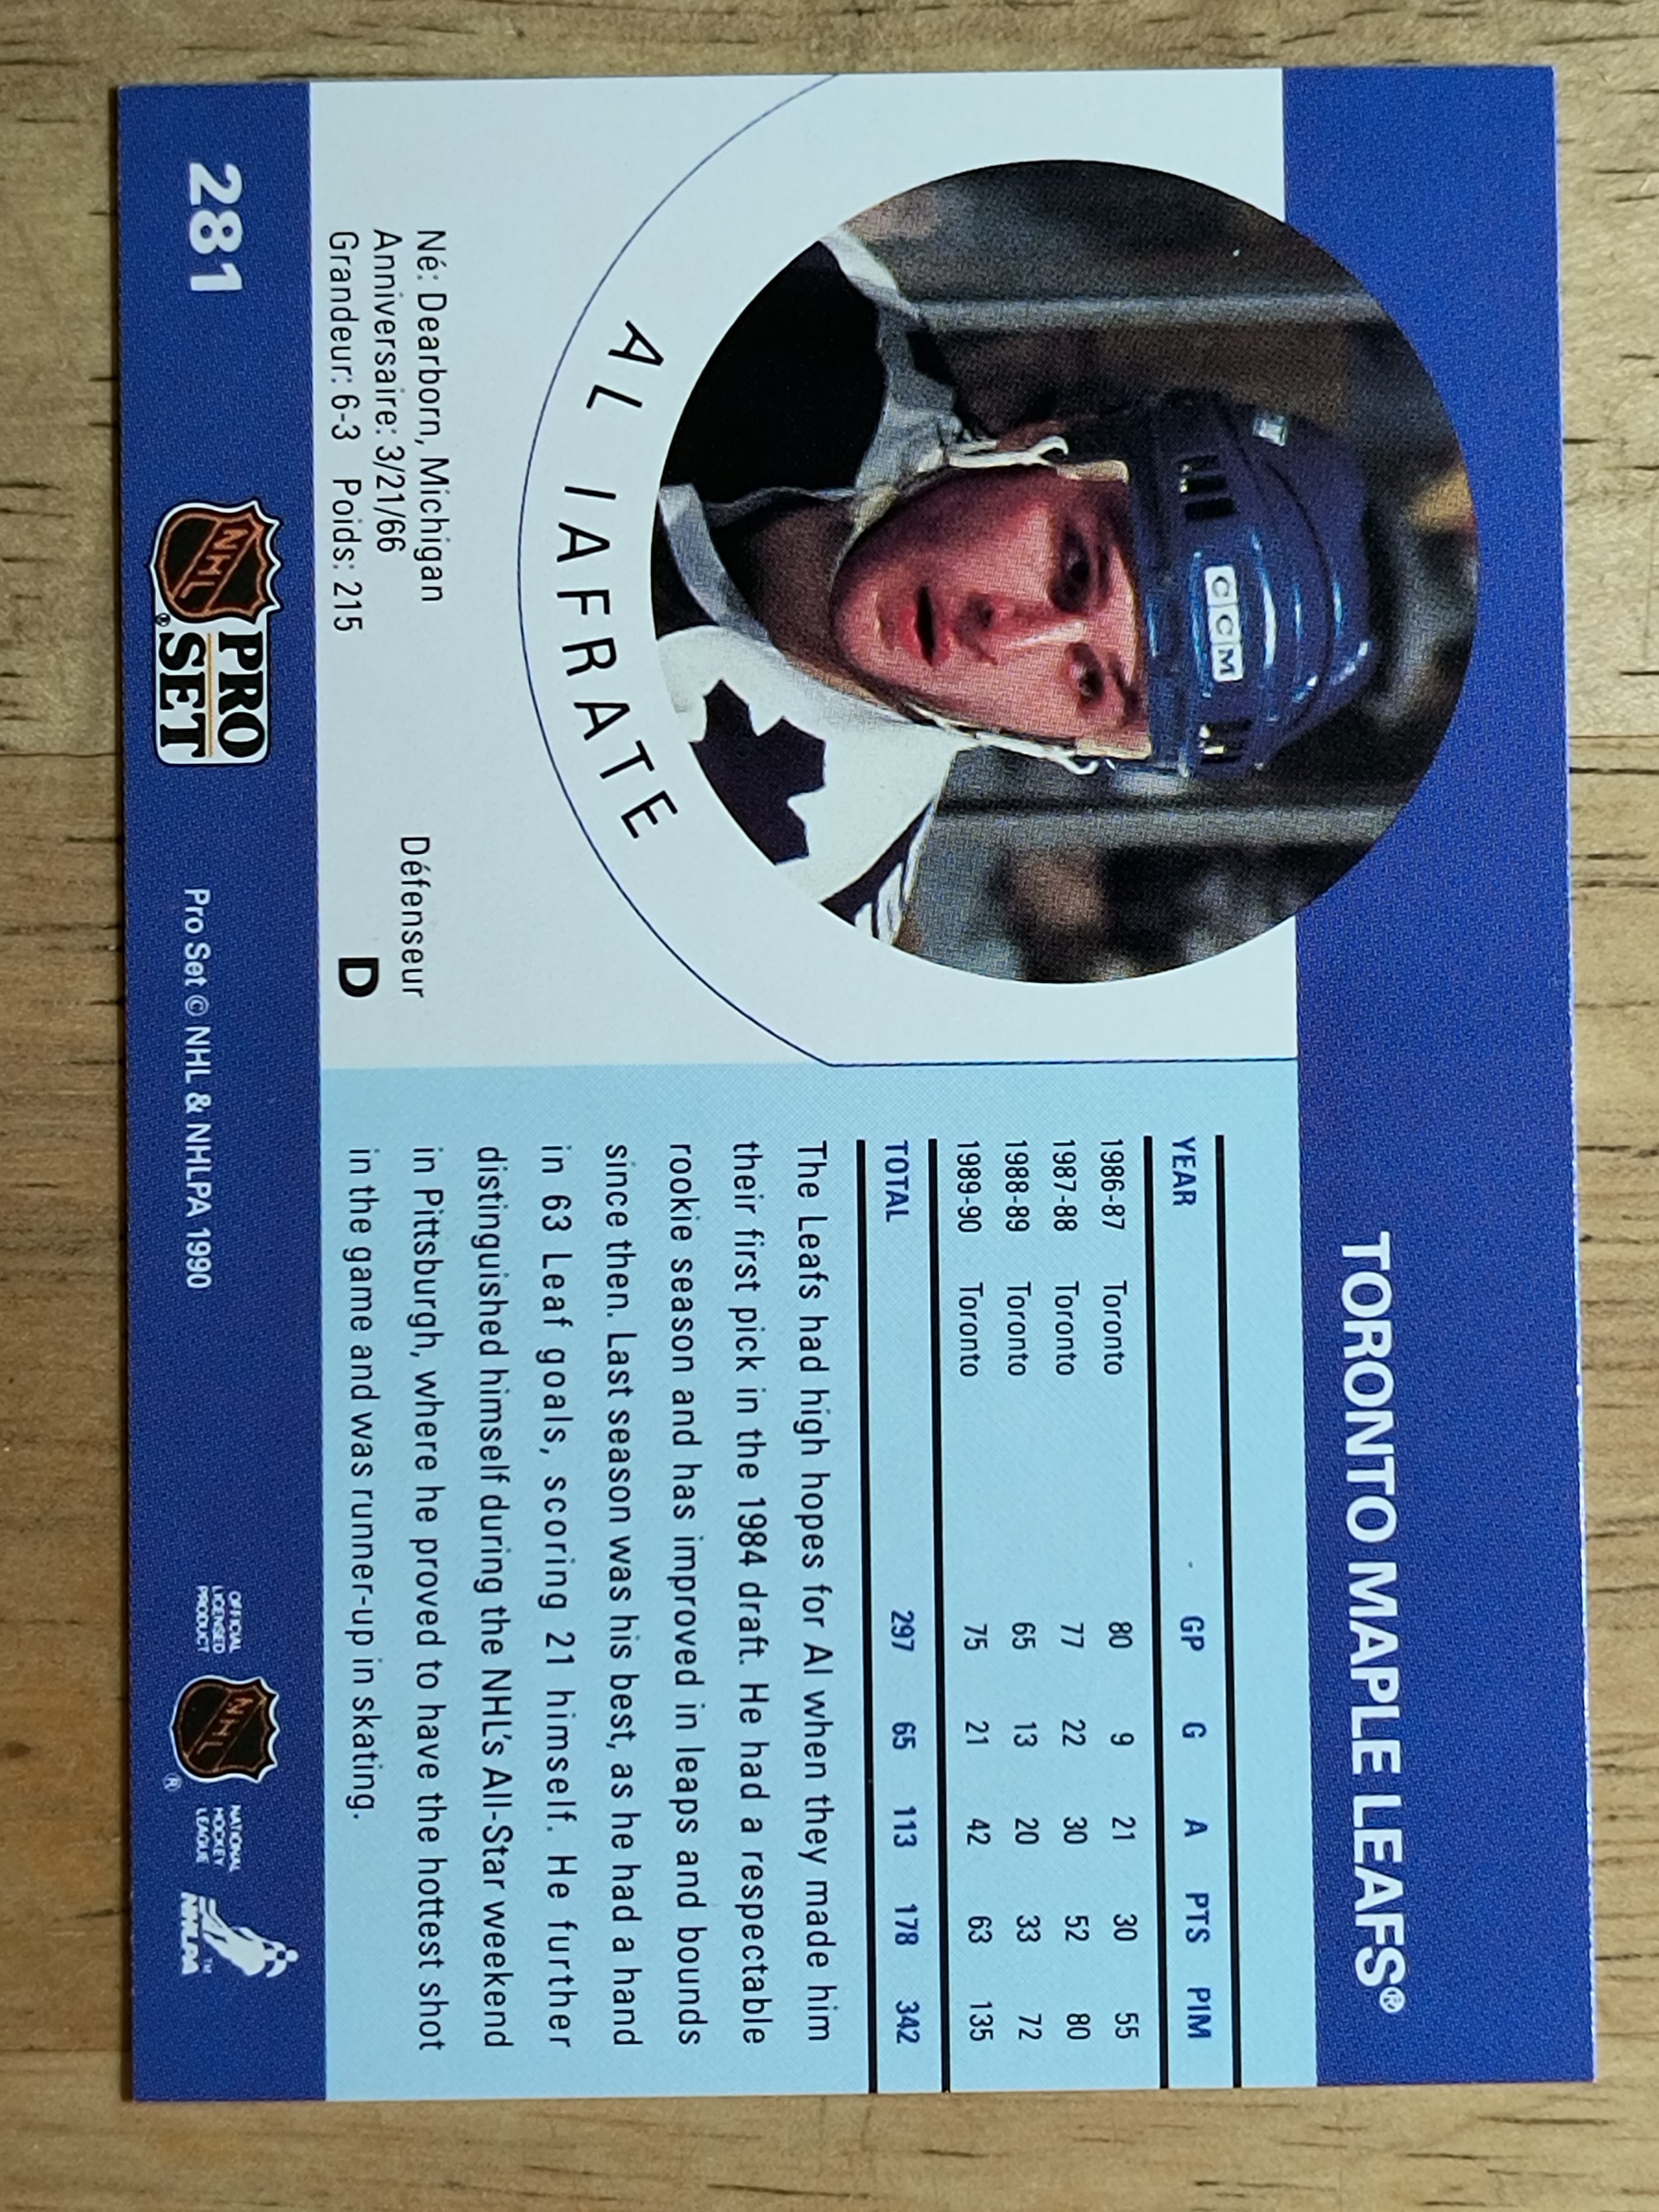 TORONTO MAPLE LEAFS®
CCM
AL IAFRATE
Né: Dearborn, Michigan
Anniversaire: 3/21/66
Grandeur: 6-3 Poids: 215
Défenseur
D
YEAR GP G A PTS PIM
1986-87 Toronto 80 9 21 30 55
1987-88 Toronto 77 22 30 52 80
1988-89 Toronto 65 13 20 33 72
1989-90 Toronto 75 21 42 63 135
TOTAL 297 65 113 178 342
The Leafs had high hopes for Al when they made him
their first pick in the 1984 draft. He had a respectable
rookie season and has improved in leaps and bounds
since then. Last season was his best, as he had a hand
in 63 Leaf goals, scoring 21 himself. He further
distinguished himself during the NHL's All-Star weekend
in Pittsburgh, where he proved to have the hottest shot
in the game and was runner-up in skating.
281
NHL®
PRO
SET
Pro Set © NHL & NHLPA 1990
OFFICIAL
LICENSED
PRODUCT
NHL®
NATIONAL
HOCKEY
LEAGUE
NHLPA™